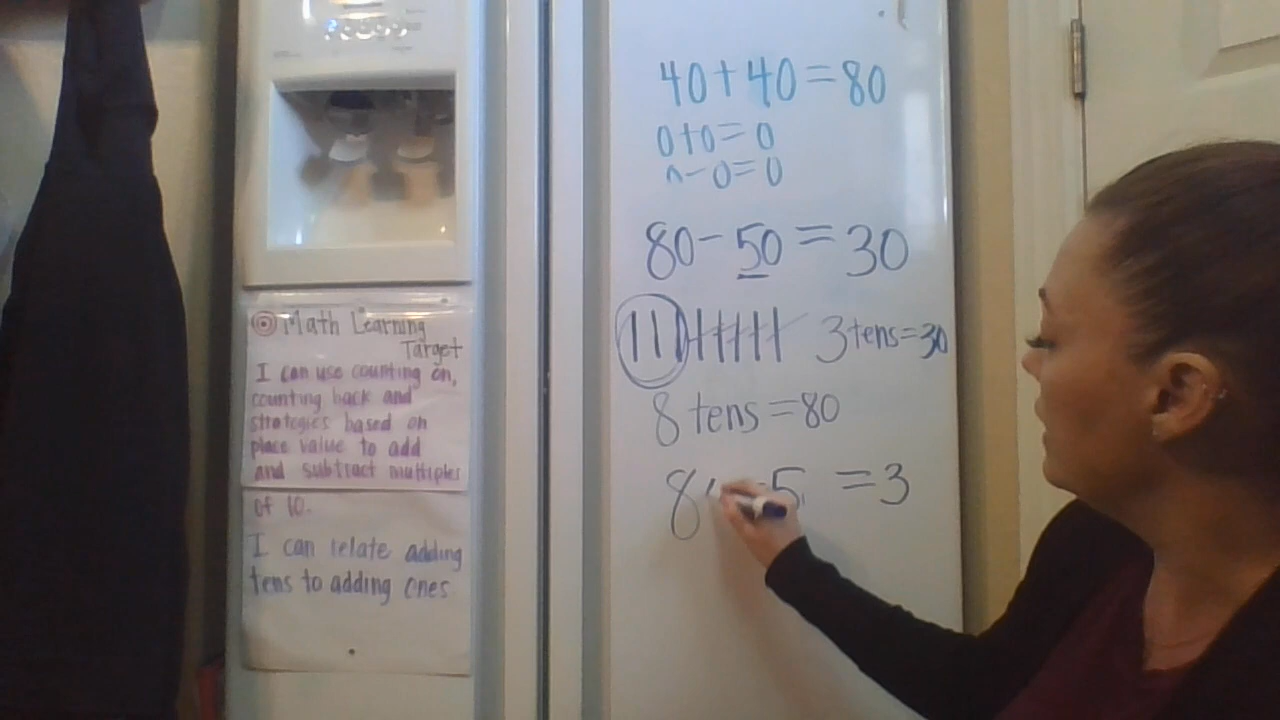 Math Learning
Target
I can use counting on,
counting back and
strategies based on
place value to add
and subtract multiples
of 10.
I can relate adding
tens to adding ones
40+40=80
0+0=0
0-0=0
80-50=30
3 tens=30
8 tens=80
8 -5 =3